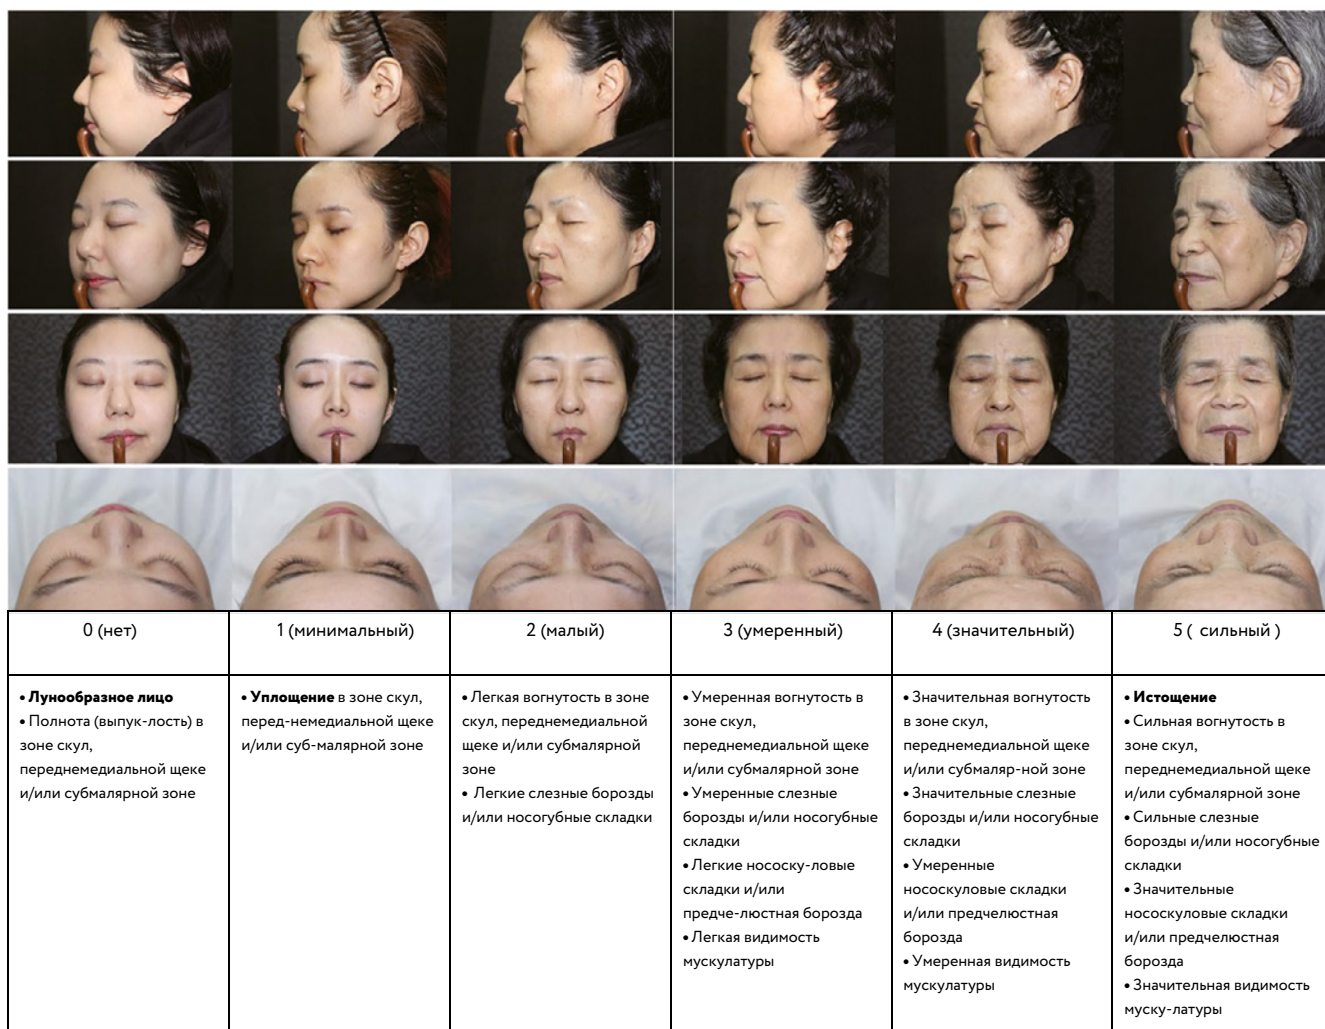 0 (нет)
1 (минимальный)
2 (малый)
3 (умеренный)
4 (значительный)
5 ( сильный )
• Лунообразное лицо
• Полнота (выпук-лость) в
зоне скул,
переднемедиальной щеке
и/или субмалярной зоне
• Уплощение в зоне скул,
перед-немедиальной щеке
и/или суб-малярной зоне
• Легкая вогнутость в зоне
скул, переднемедиальной
щеке и/или субмалярной
зоне
• Легкие слезные борозды
и/или носогубные складки
• Умеренная вогнутость в
зоне скул,
переднемедиальной щеке
и/или субмалярной зоне
• Умеренные слезные
борозды и/или носогубные
складки
• Легкие нососку-ловые
складки и/или
предче-люстная борозда
• Легкая видимость
мускулатуры
• Значительная вогнутость
в зоне скул,
переднемедиальной щеке
и/или субмаляр-ной зоне
• Значительные слезные
борозды и/или носогубные
складки
• Умеренные
нососкуловые складки
и/или предчелюстная
борозда
• Умеренная видимость
мускулатуры
• Истощение
• Сильная вогнутость в
зоне скул,
переднемедиальной щеке
и/или субмалярной зоне
• Сильные слезные
борозды и/или носогубные
складки
• Значительные
нососкуловые складки
и/или предчелюстная
борозда
• Значительная видимость
муску-латуры